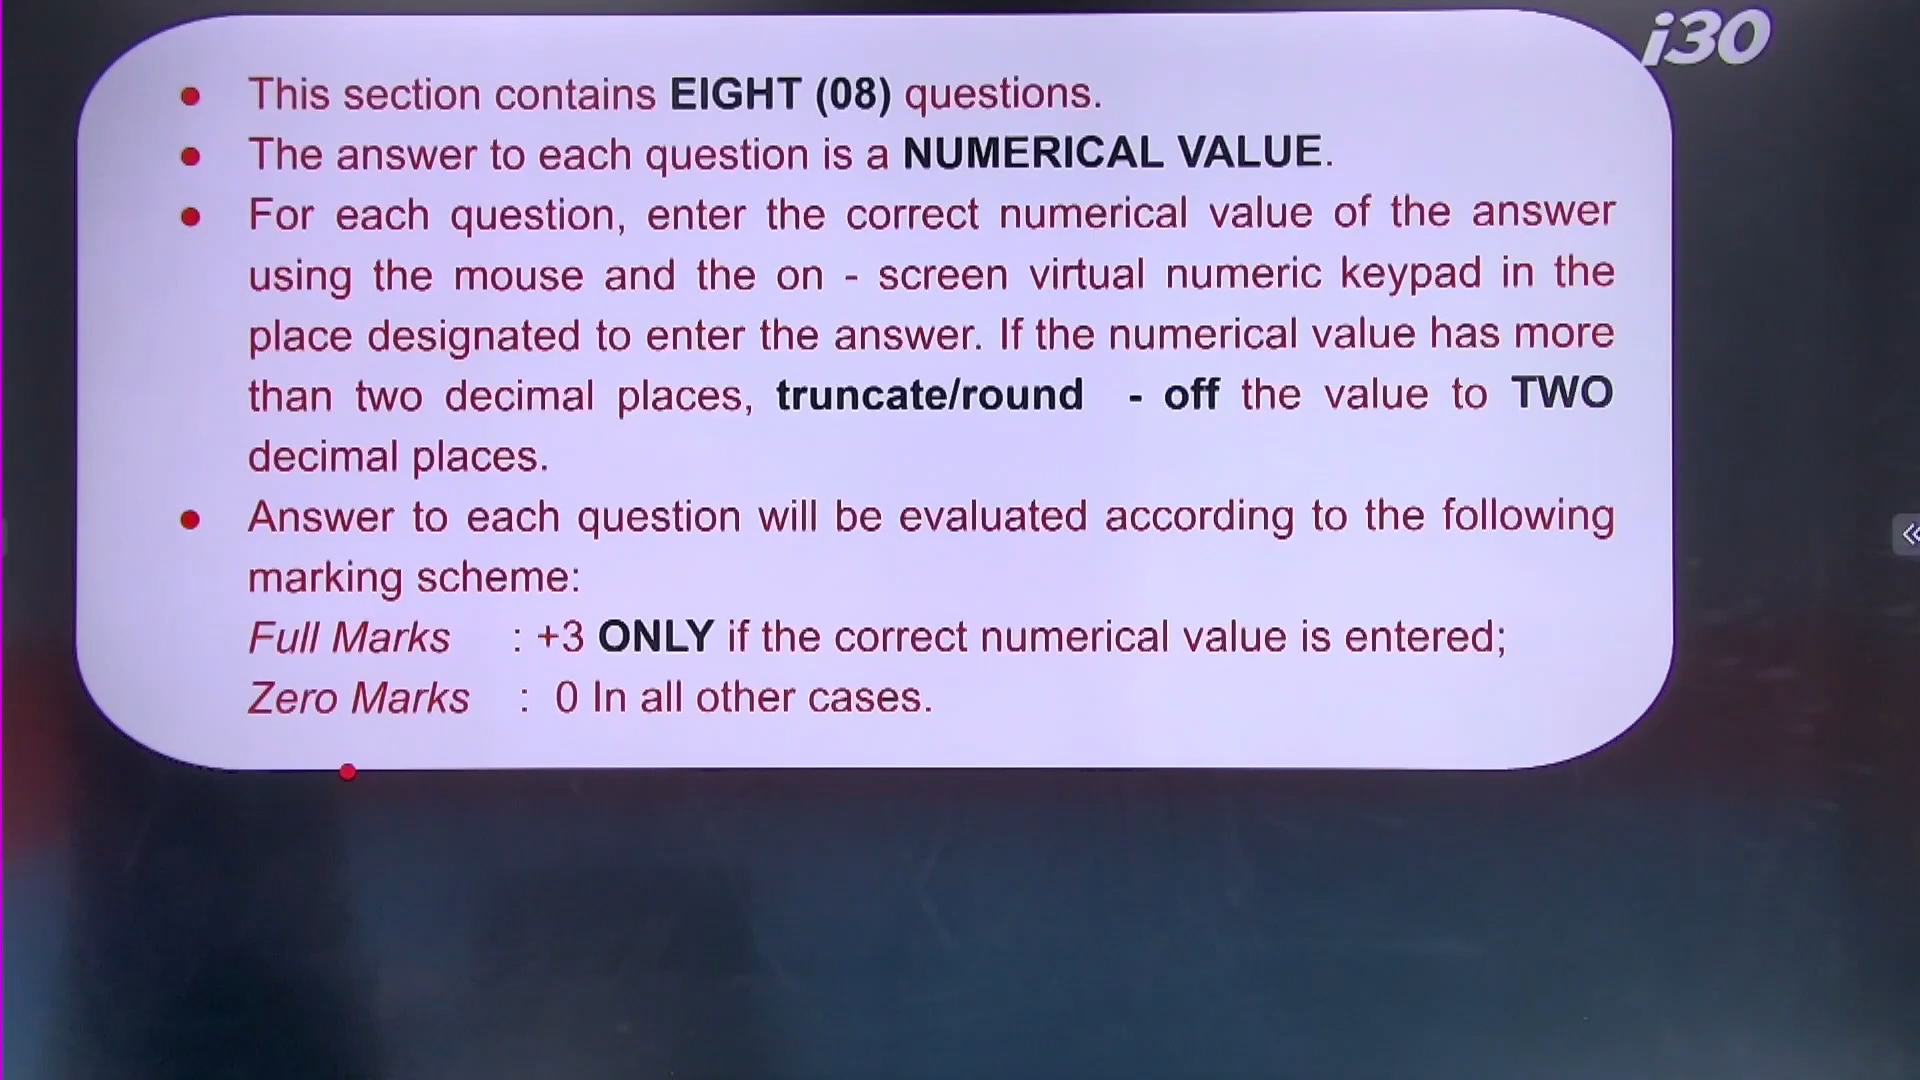 i30
• This section contains EIGHT (08) questions.
• The answer to each question is a NUMERICAL VALUE.
• For each question, enter the correct numerical value of the answer
using the mouse and the on - screen virtual numeric keypad in the
place designated to enter the answer. If the numerical value has more
than two decimal places, truncate/round - off the value to TWO
decimal places.
• Answer to each question will be evaluated according to the following
marking scheme:
Full Marks : +3 ONLY if the correct numerical value is entered;
Zero Marks : 0 In all other cases.